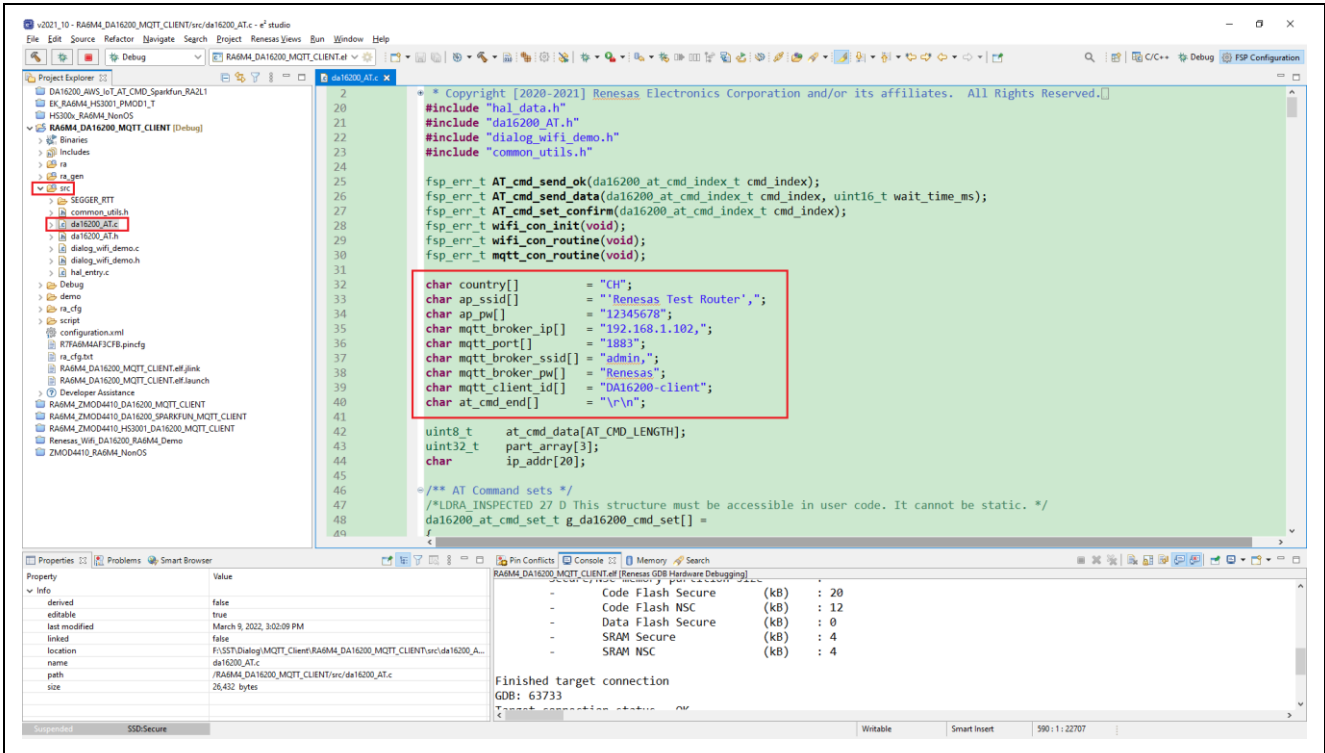 v2021_10 - RA6M4_DA16200_MQTT_CLIENT/src/da16200_AT.c - e² studio
File Edit Source Refactor Navigate Search Project Renesas Views Run Window Help
Debug RA6M4_DA16200_MQTT_CLIENT.el C/C++ Debug FSP Configuration
Project Explorer
DA16200_AWS_IoT_AT_CMD_Sparkfun_RA2L1
EK_RA6M4_HS3001_PMOD1_T
HS300x_RA6M4_NonOS
RA6M4_DA16200_MQTT_CLIENT [Debug]
Binaries
Includes
ra
ra_gen
src
SEGGER_RTT
common_utils.h
da16200_AT.c
da16200_AT.h
dialog_wifi_demo.c
dialog_wifi_demo.h
hal_entry.c
Debug
demo
ra_cfg
script
configuration.xml
R7FA6M4AF3CFB.pincfg
ra_cfg.txt
RA6M4_DA16200_MQTT_CLIENT.elf.jlink
RA6M4_DA16200_MQTT_CLIENT.elf.launch
Developer Assistance
RA6M4_ZMOD4410_DA16200_MQTT_CLIENT
RA6M4_ZMOD4410_DA16200_SPARKFUN_MQTT_CLIENT
RA6M4_ZMOD4410_HS3001_DA16200_MQTT_CLIENT
Renesas_Wifi_DA16200_RA6M4_Demo
ZMOD4410_RA6M4_NonOS
da16200_AT.c
2 * Copyright [2020-2021] Renesas Electronics Corporation and/or its affiliates. All Rights Reserved.
20 #include "hal_data.h"
21 #include "da16200_AT.h"
22 #include "dialog_wifi_demo.h"
23 #include "common_utils.h"
24
25 fsp_err_t AT_cmd_send_ok(da16200_at_cmd_index_t cmd_index);
26 fsp_err_t AT_cmd_send_data(da16200_at_cmd_index_t cmd_index, uint16_t wait_time_ms);
27 fsp_err_t AT_cmd_set_confirm(da16200_at_cmd_index_t cmd_index);
28 fsp_err_t wifi_con_init(void);
29 fsp_err_t wifi_con_routine(void);
30 fsp_err_t mqtt_con_routine(void);
31
32 char country[] = "CH";
33 char ap_ssid[] = "'Renesas Test Router',";
34 char ap_pw[] = "12345678";
35 char mqtt_broker_ip[] = "192.168.1.102,";
36 char mqtt_port[] = "1883";
37 char mqtt_broker_ssid[] = "admin,";
38 char mqtt_broker_pw[] = "Renesas";
39 char mqtt_client_id[] = "DA16200-client";
40 char at_cmd_end[] = "\r\n";
41
42 uint8_t at_cmd_data[AT_CMD_LENGTH];
43 uint32_t part_array[3];
44 char ip_addr[20];
45
46 /** AT Command sets */
47 /*LDRA_INSPECTED 27 D This structure must be accessible in user code. It cannot be static. */
48 da16200_at_cmd_set_t g_da16200_cmd_set[] =
49 {
Properties Problems Smart Browser
Property Value
Info
derived false
editable true
last modified March 9, 2022, 3:02:09 PM
linked false
location F:\SST\Dialog\MQTT_Client\RA6M4_DA16200_MQTT_CLIENT\src\da16200_A...
name da16200_AT.c
path /RA6M4_DA16200_MQTT_CLIENT/src/da16200_AT.c
size 26,432 bytes
Pin Conflicts Console Memory Search
RA6M4_DA16200_MQTT_CLIENT.elf [Renesas GDB Hardware Debugging]
Secure/NSC memory partition size :
- Code Flash Secure (kB) : 20
- Code Flash NSC (kB) : 12
- Data Flash Secure (kB) : 0
- SRAM Secure (kB) : 4
- SRAM NSC (kB) : 4
Finished target connection
GDB: 63733
Target connection status - OK
Suspended SSD:Secure Writable Smart Insert 590 : 1 : 22707